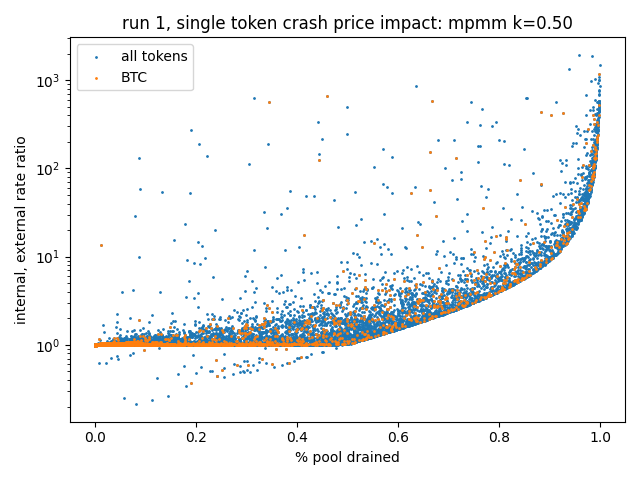 run 1, single token crash price impact: mpmm k=0.50
all tokens
BTC
internal, external rate ratio
10³
10²
10¹
10⁰
0.0 0.2 0.4 0.6 0.8 1.0
% pool drained